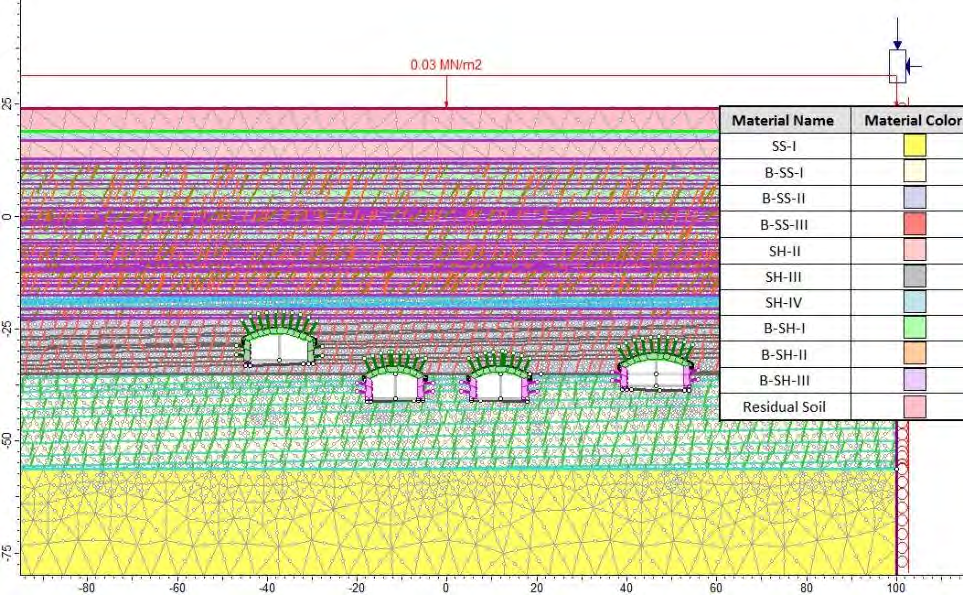 0.03 MN/m2
25
0
-25
-50
-75
Material Name Material Color
SS-I
B-SS-I
B-SS-II
B-SS-III
SH-II
SH-III
SH-IV
B-SH-I
B-SH-II
B-SH-III
Residual Soil
-80 -60 -40 -20 0 20 40 60 80 100